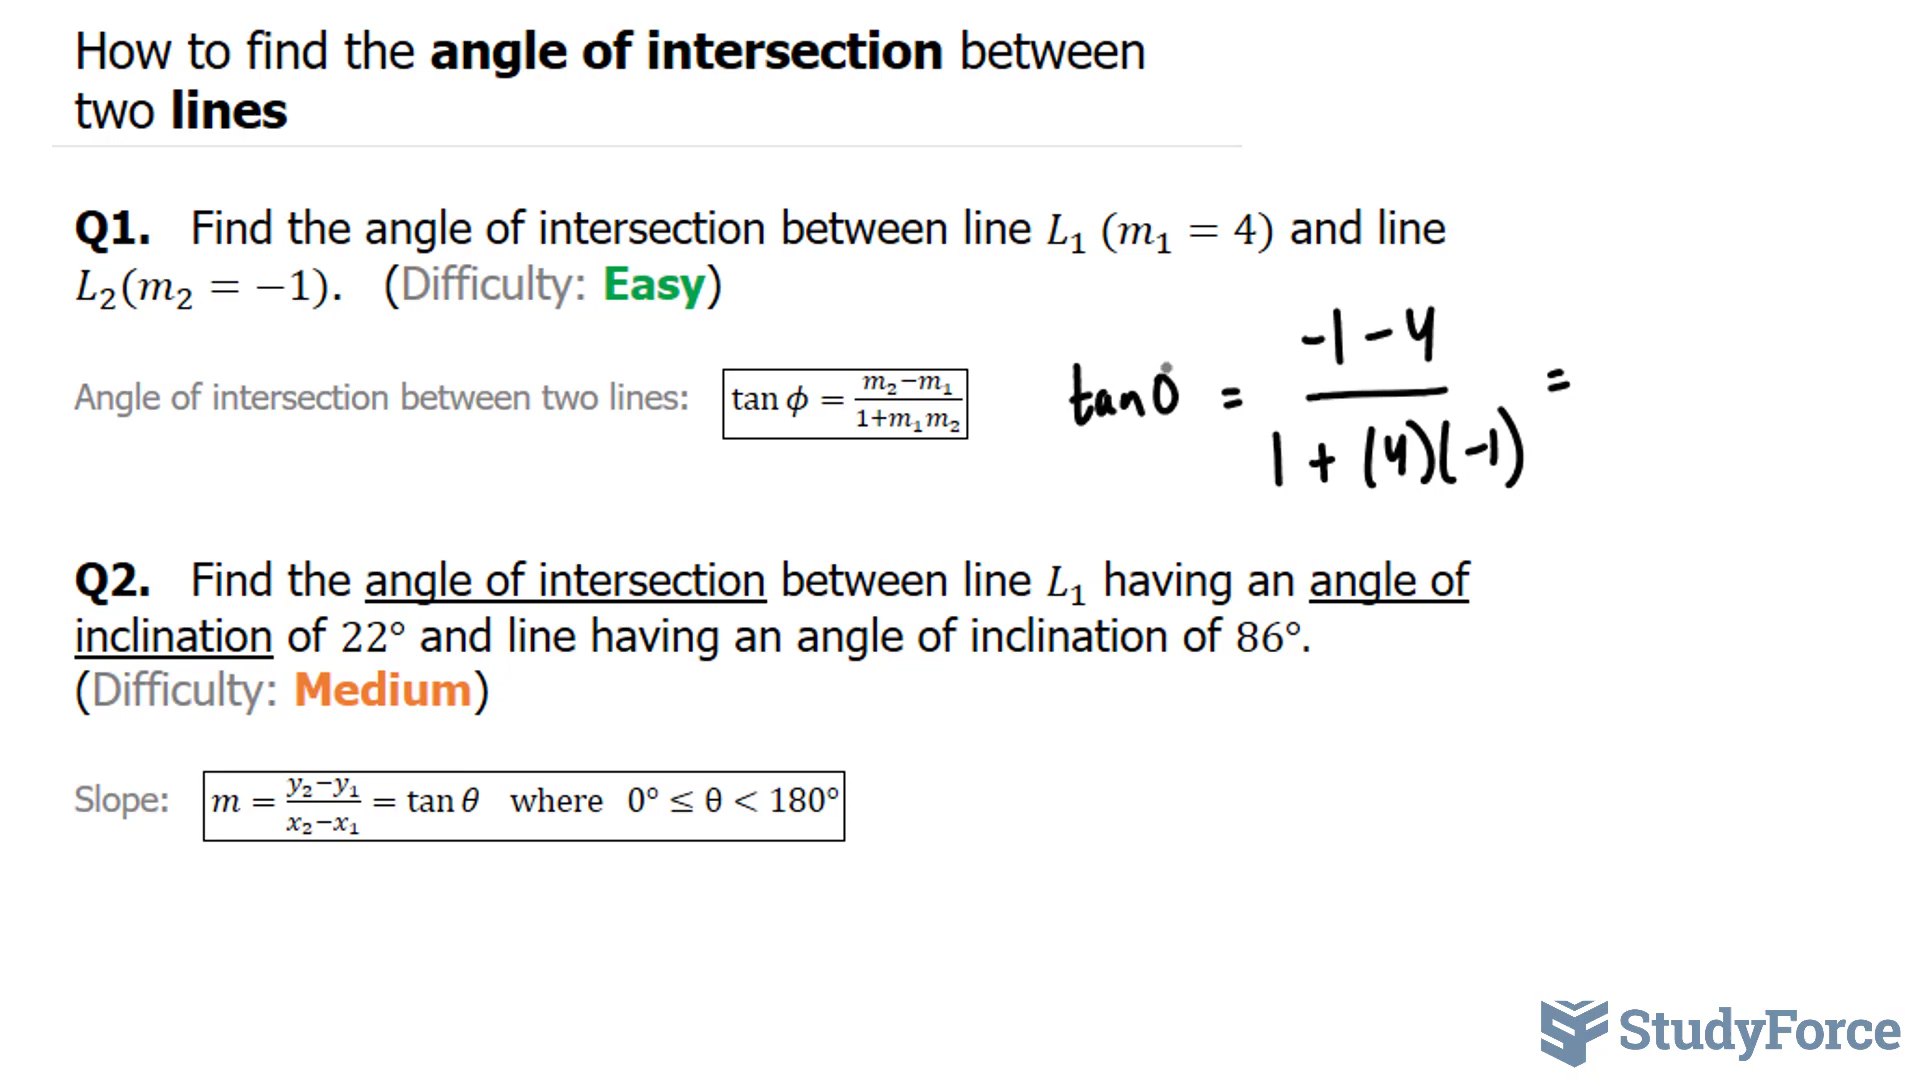 How to find the angle of intersection between
two lines
Q1. Find the angle of intersection between line L₁ (m₁ = 4) and line
L₂(m₂ = −1). (Difficulty: Easy)
Angle of intersection between two lines: tan ϕ = (m₂−m₁)/(1+m₁m₂)
tan θ = (-1 - 4)/(1 + (4)(-1)) =
Q2. Find the angle of intersection between line L₁ having an angle of
inclination of 22° and line having an angle of inclination of 86°.
(Difficulty: Medium)
Slope: m = (y₂−y₁)/(x₂−x₁) = tan θ where 0° ≤ θ < 180°
StudyForce